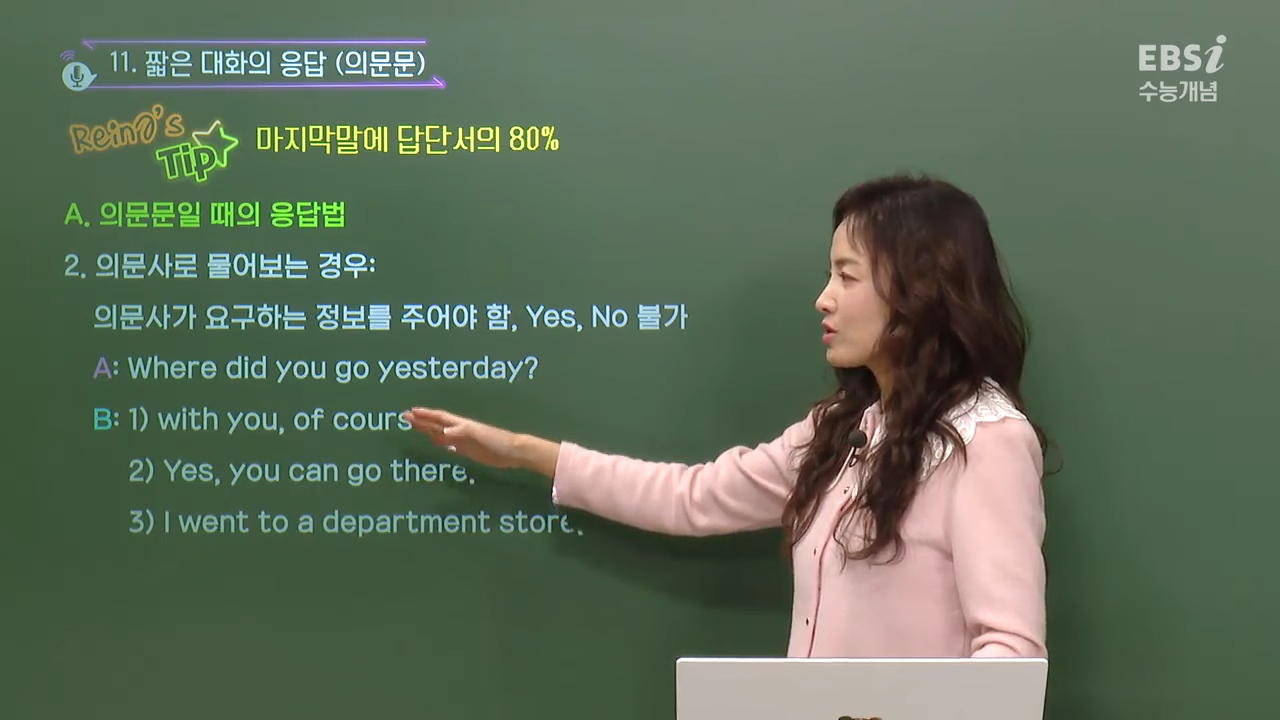 11. 짧은 대화의 응답 (의문문)
EBSi
수능개념
Reina's Tip 마지막말에 답단서의 80%
A. 의문문일 때의 응답법
2. 의문사로 물어보는 경우:
의문사가 요구하는 정보를 주어야 함, Yes, No 불가
A: Where did you go yesterday?
B: 1) with you, of cours
2) Yes, you can go there.
3) I went to a department store.